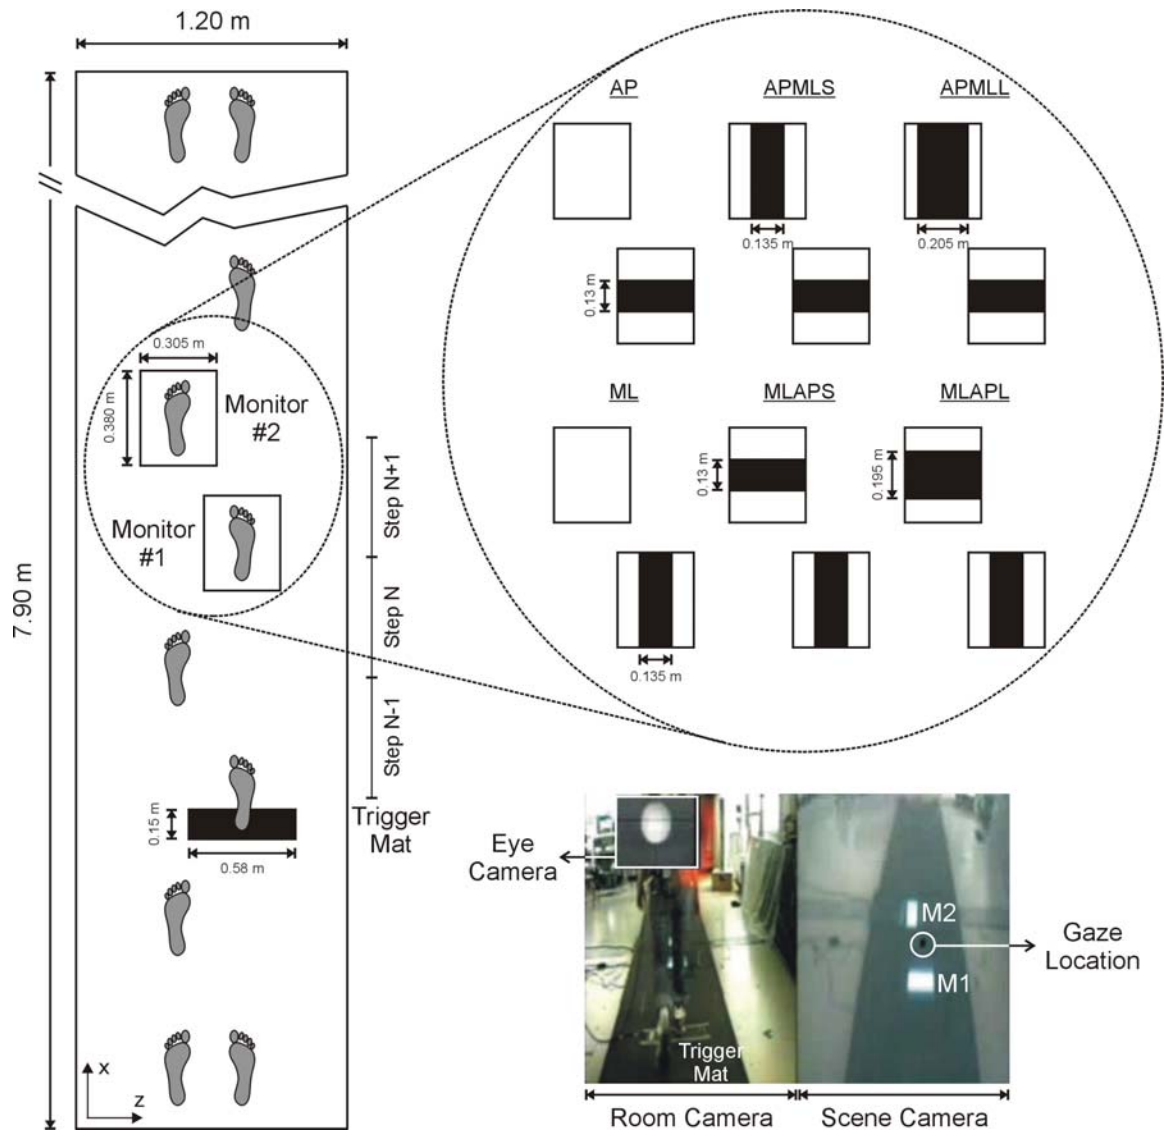 1.20 m
7.90 m
0.305 m
0.380 m
Monitor
#2
Monitor
#1
Step N+1
Step N
Step N-1
0.15 m
0.58 m
Trigger
Mat
x
z
AP
APMLS
APMLL
0.135 m
0.205 m
0.13 m
ML
MLAPS
MLAPL
0.13 m
0.195 m
0.135 m
Eye
Camera
Trigger
Mat
M2
M1
Gaze
Location
Room Camera
Scene Camera